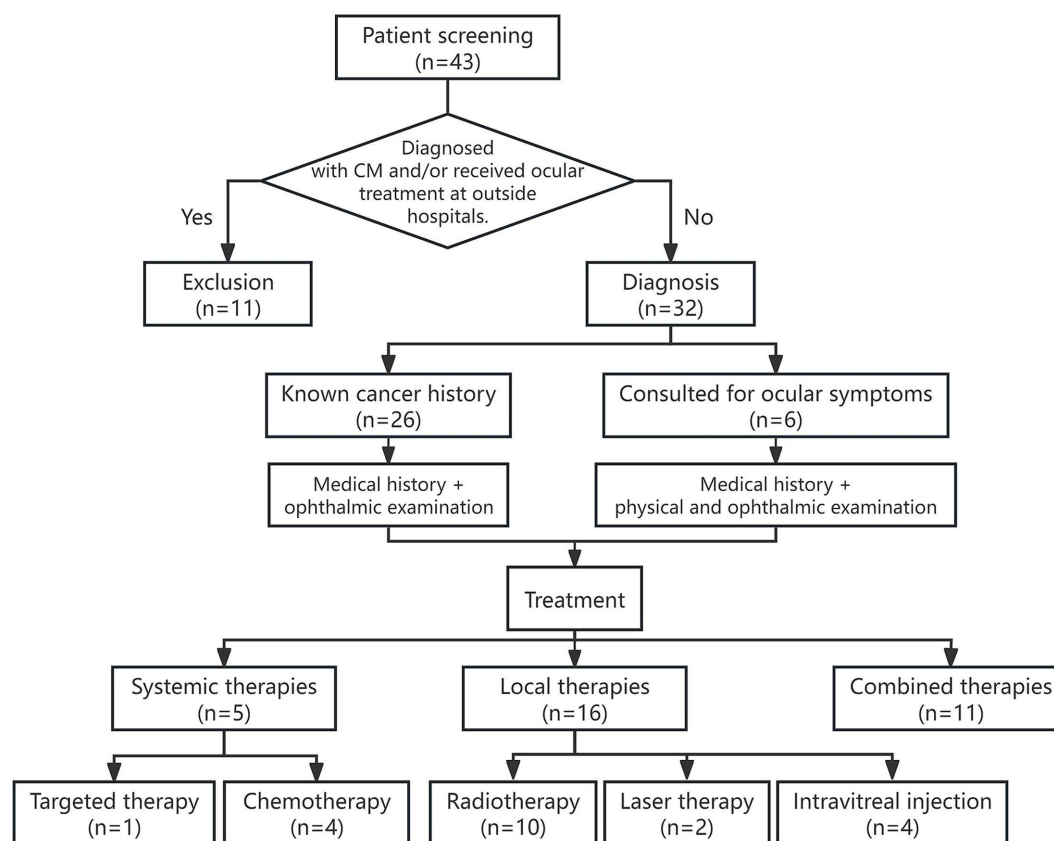 Patient screening
(n=43)
Diagnosed
with CM and/or received ocular
treatment at outside
hospitals.
Yes
No
Exclusion
(n=11)
Diagnosis
(n=32)
Known cancer history
(n=26)
Consulted for ocular symptoms
(n=6)
Medical history +
ophthalmic examination
Medical history +
physical and ophthalmic examination
Treatment
Systemic therapies
(n=5)
Local therapies
(n=16)
Combined therapies
(n=11)
Targeted therapy
(n=1)
Chemotherapy
(n=4)
Radiotherapy
(n=10)
Laser therapy
(n=2)
Intravitreal injection
(n=4)